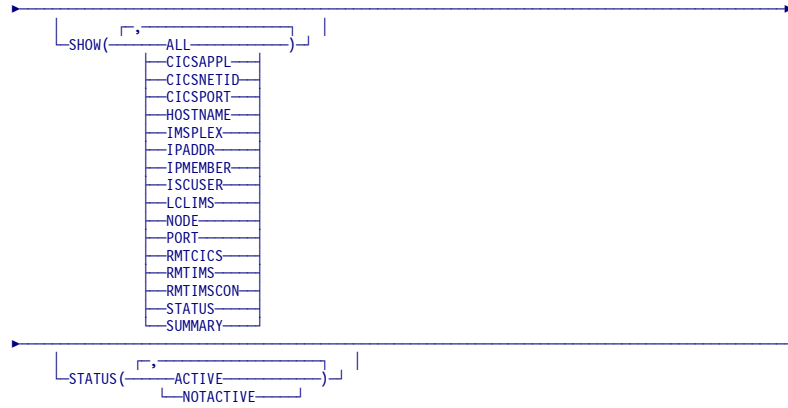 ,
SHOW( ALL )
CICSAPPL
CICSNETID
CICSPORT
HOSTNAME
IMSPLEX
IPADDR
IPMEMBER
ISCUSER
LCLIMS
NODE
PORT
RMTCICS
RMTIMS
RMTIMSCON
STATUS
SUMMARY
,
STATUS( ACTIVE )
NOTACTIVE